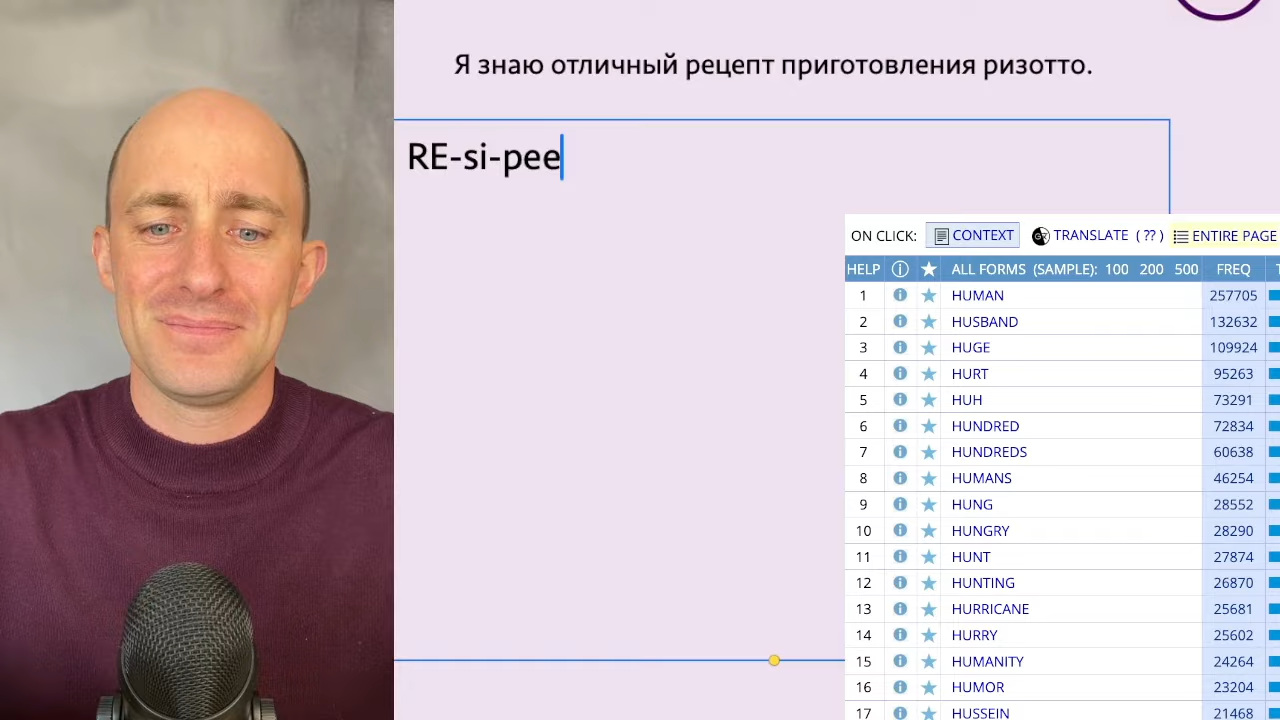 Я знаю отличный рецепт приготовления ризотто.
RE-si-pee
ON CLICK: CONTEXT TRANSLATE ( ?? ) ENTIRE PAGE
HELP ALL FORMS (SAMPLE): 100 200 500 FREQ
1 HUMAN 257705
2 HUSBAND 132632
3 HUGE 109924
4 HURT 95263
5 HUH 73291
6 HUNDRED 72834
7 HUNDREDS 60638
8 HUMANS 46254
9 HUNG 28552
10 HUNGRY 28290
11 HUNT 27874
12 HUNTING 26870
13 HURRICANE 25681
14 HURRY 25602
15 HUMANITY 24264
16 HUMOR 23204
17 HUSSEIN 21468